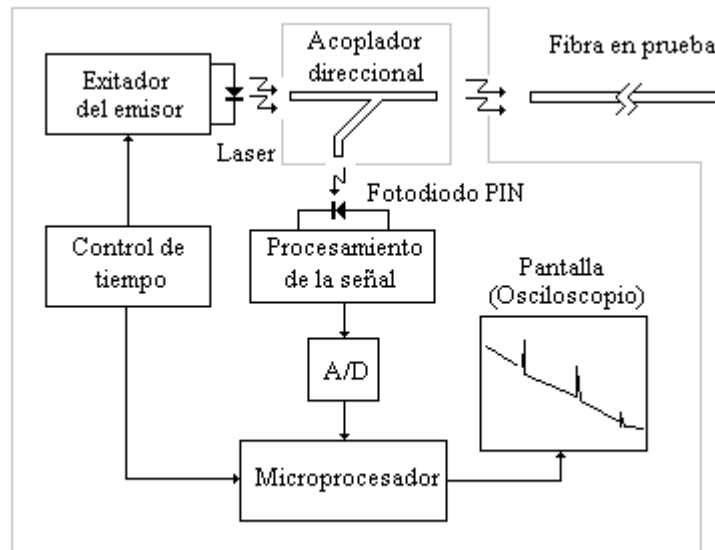 Acoplador
direccional
Fibra en prueba
Exitador
del emisor
Laser
Fotodiodo PIN
Control de
tiempo
Procesamiento
de la señal
Pantalla
(Osciloscopio)
A/D
Microprocesador